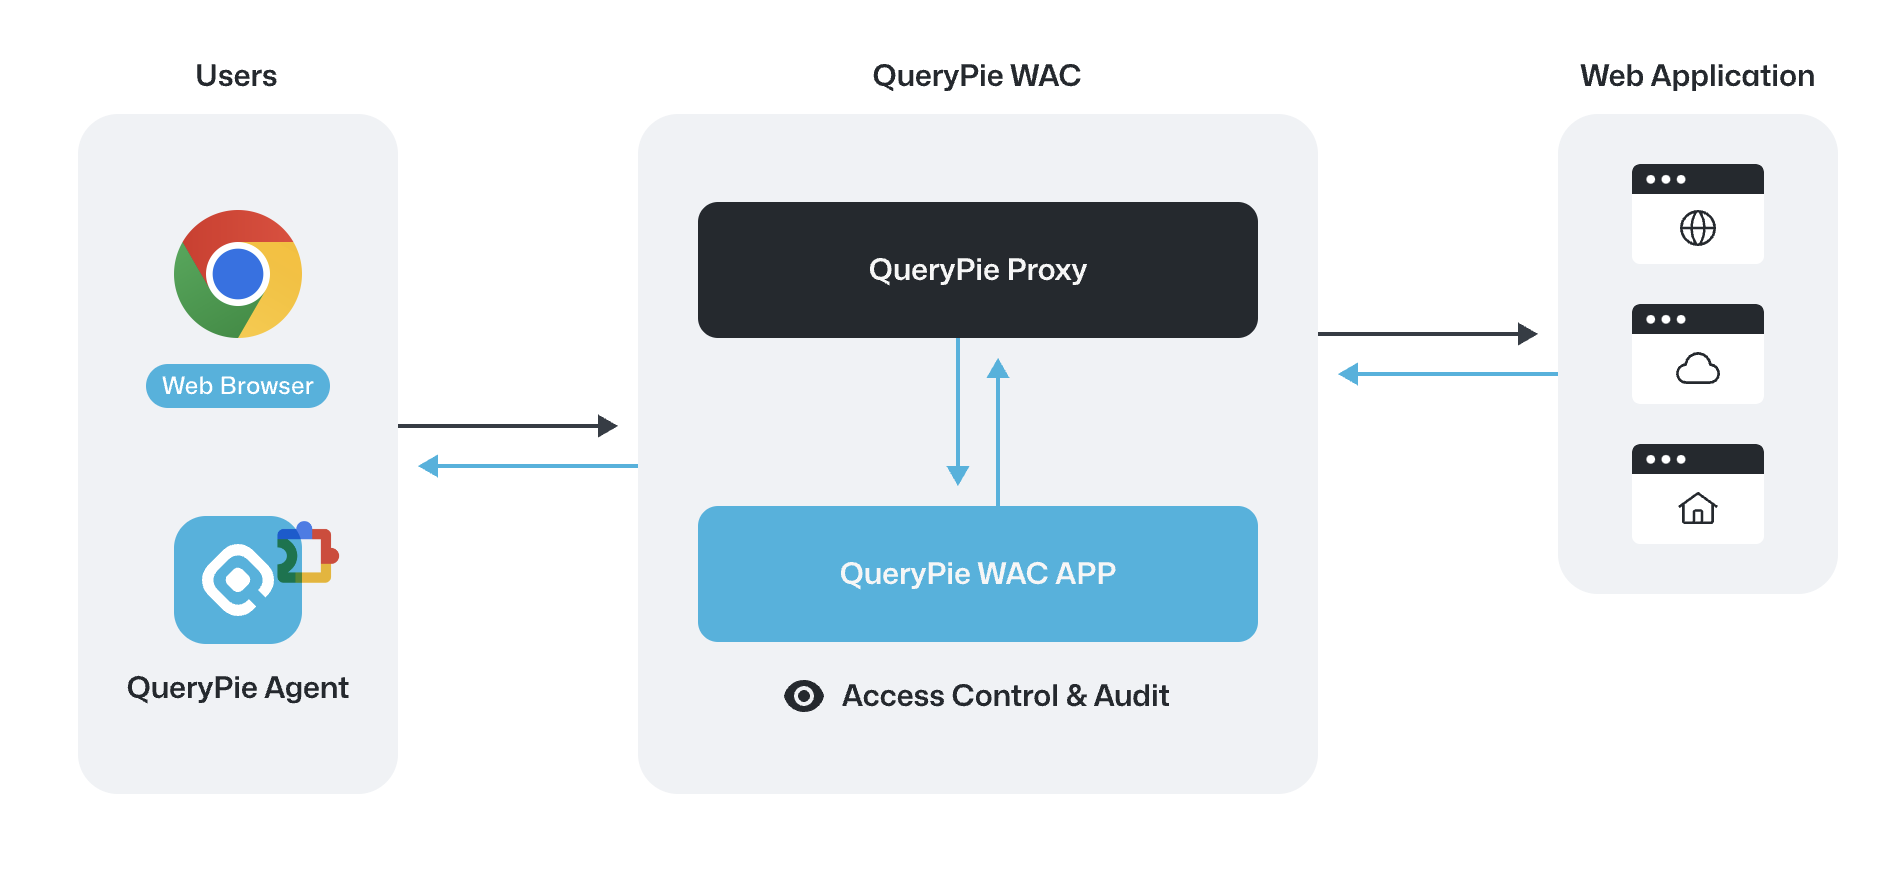 Users
QueryPie WAC
Web Application
QueryPie Proxy
Web Browser
QueryPie WAC APP
QueryPie Agent
Access Control & Audit